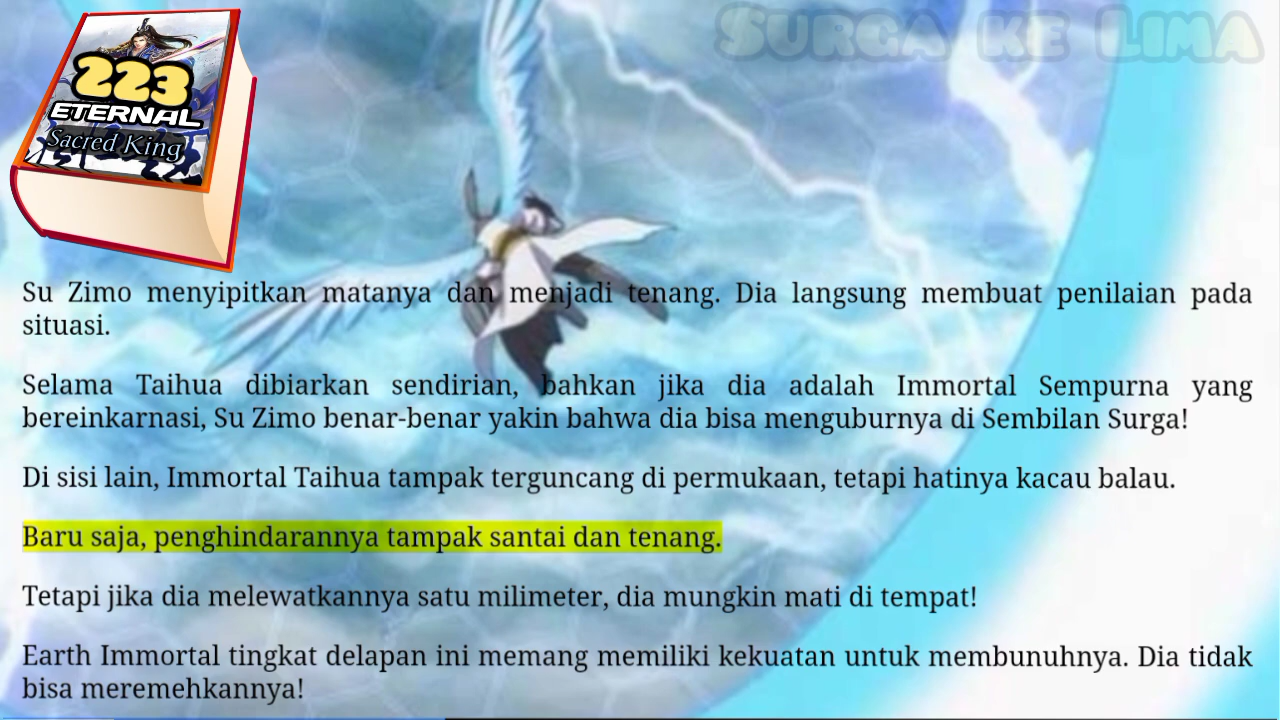 Surga ke Lima
223
ETERNAL
Sacred King
Su Zimo menyipitkan matanya dan menjadi tenang. Dia langsung membuat penilaian pada
situasi.
Selama Taihua dibiarkan sendirian, bahkan jika dia adalah Immortal Sempurna yang
bereinkarnasi, Su Zimo benar-benar yakin bahwa dia bisa menguburnya di Sembilan Surga!
Di sisi lain, Immortal Taihua tampak terguncang di permukaan, tetapi hatinya kacau balau.
Baru saja, penghindarannya tampak santai dan tenang.
Tetapi jika dia melewatkannya satu milimeter, dia mungkin mati di tempat!
Earth Immortal tingkat delapan ini memang memiliki kekuatan untuk membunuhnya. Dia tidak
bisa meremehkannya!